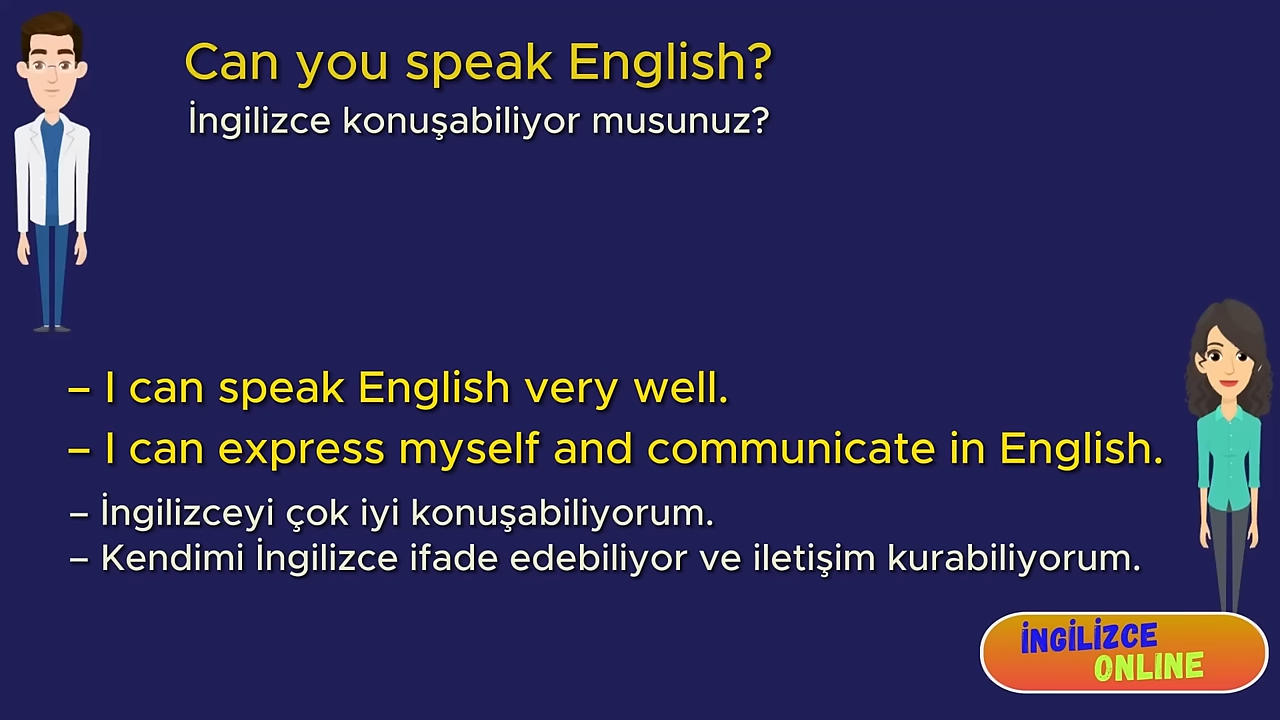 Can you speak English?
İngilizce konuşabiliyor musunuz?
– I can speak English very well.
– I can express myself and communicate in English.
– İngilizceyi çok iyi konuşabiliyorum.
– Kendimi İngilizce ifade edebiliyor ve iletişim kurabiliyorum.
İNGİLİZCE
ONLINE